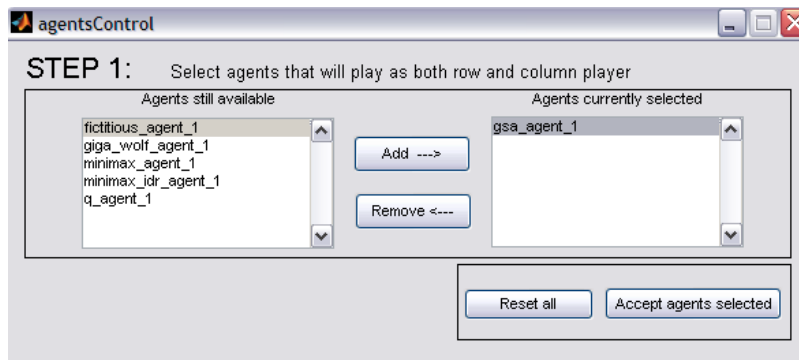 agentsControl
STEP 1: Select agents that will play as both row and column player
Agents still available
fictitious_agent_1
giga_wolf_agent_1
minimax_agent_1
minimax_idr_agent_1
q_agent_1
Add --->
Remove <---
Agents currently selected
gsa_agent_1
Reset all
Accept agents selected